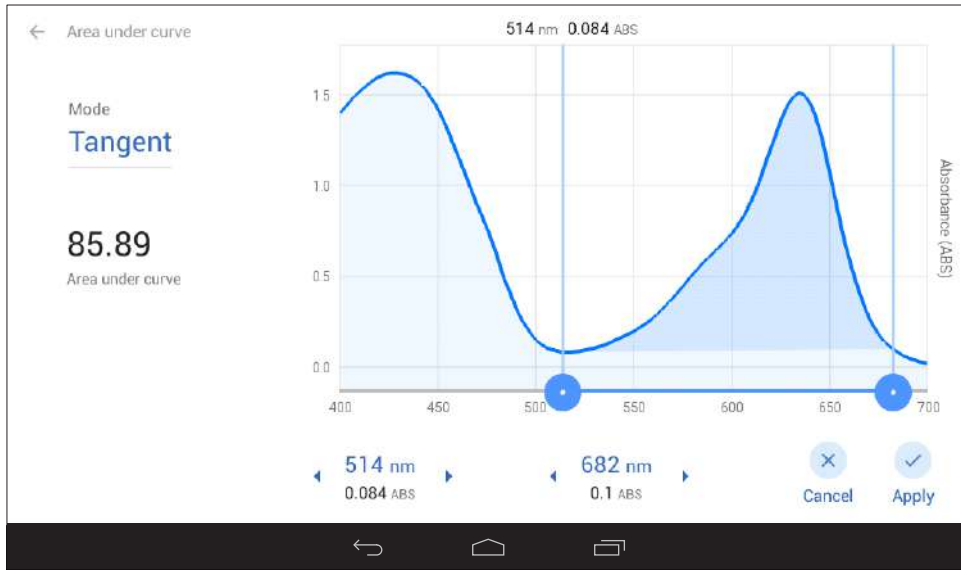 Area under curve
514 nm 0.084 ABS
Mode
Tangent
85.89
Area under curve
1.5
1.0
0.5
0.0
Absorbance (ABS)
400 450 500 550 600 650 700
514 nm
0.084 ABS
682 nm
0.1 ABS
Cancel
Apply